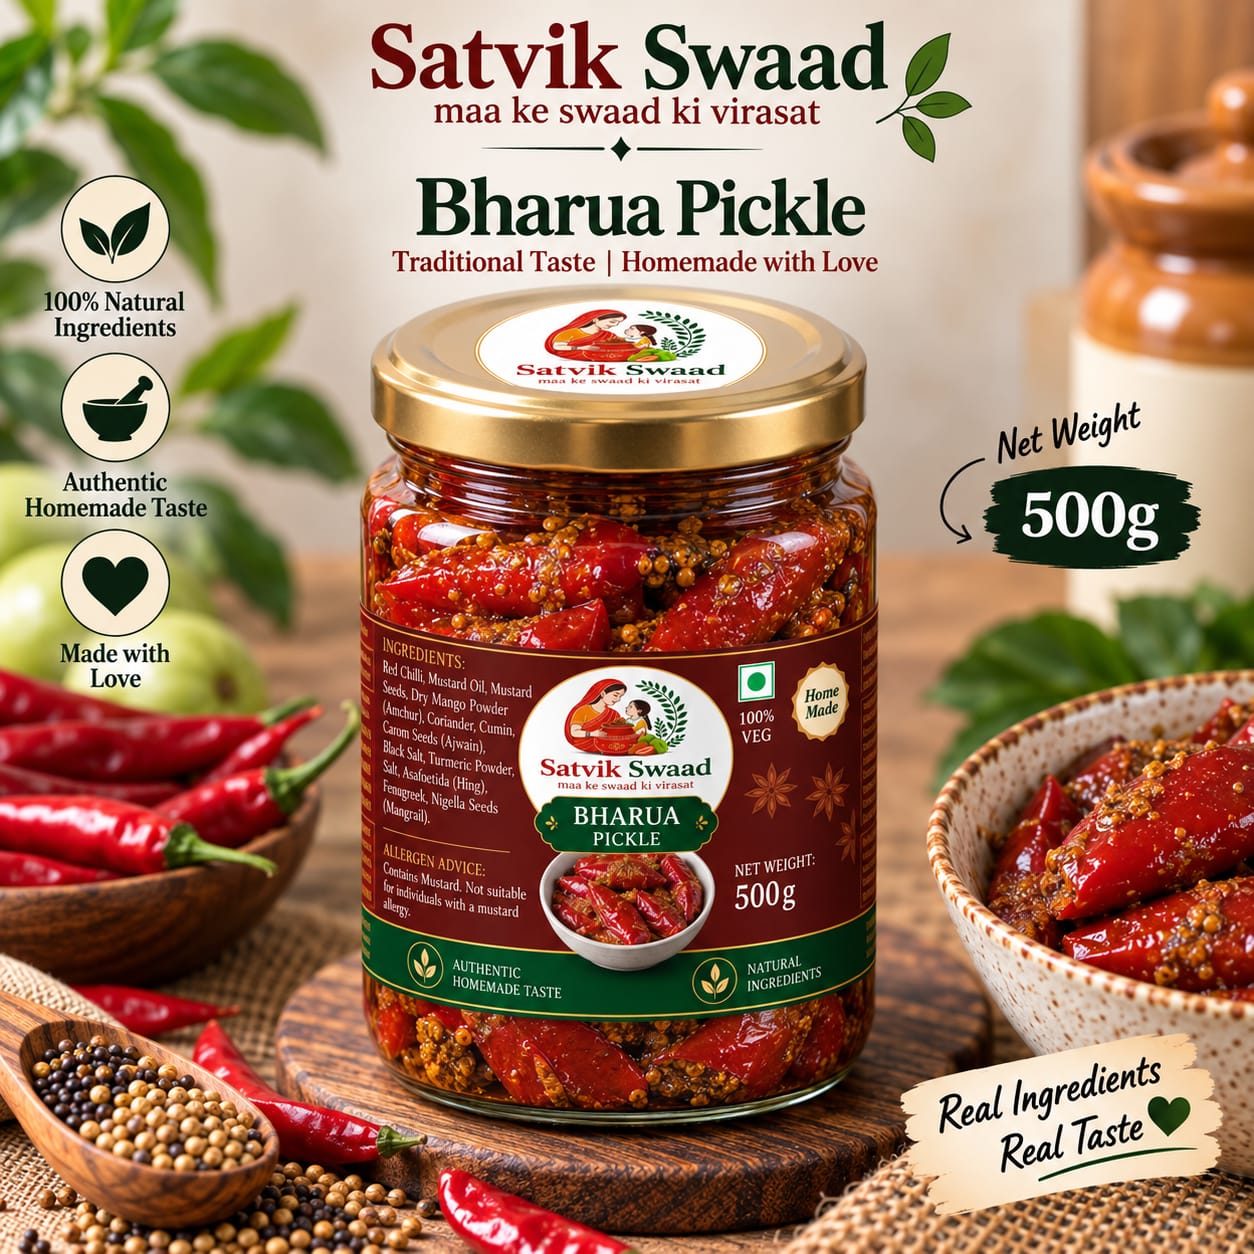 Satvik Swaad
maa ke swaad ki virasat
Bharua Pickle
Traditional Taste | Homemade with Love
100% Natural
Ingredients
Authentic
Homemade Taste
Made with
Love
Net Weight
500g
Satvik Swaad
maa ke swaad ki virasat
INGREDIENTS:
Red Chilli, Mustard Oil, Mustard
Seeds, Dry Mango Powder
(Amchur), Coriander, Cumin,
Carom Seeds (Ajwain),
Black Salt, Turmeric Powder,
Salt, Asafoetida (Hing),
Fenugreek, Nigella Seeds
(Mangrail).
ALLERGEN ADVICE:
Contains Mustard. Not suitable
for individuals with a mustard
allergy.
Satvik Swaad
maa ke swaad ki virasat
BHARUA
PICKLE
100%
VEG
Home
Made
NET WEIGHT:
500g
AUTHENTIC
HOMEMADE TASTE
NATURAL
INGREDIENTS
Real Ingredients
Real Taste